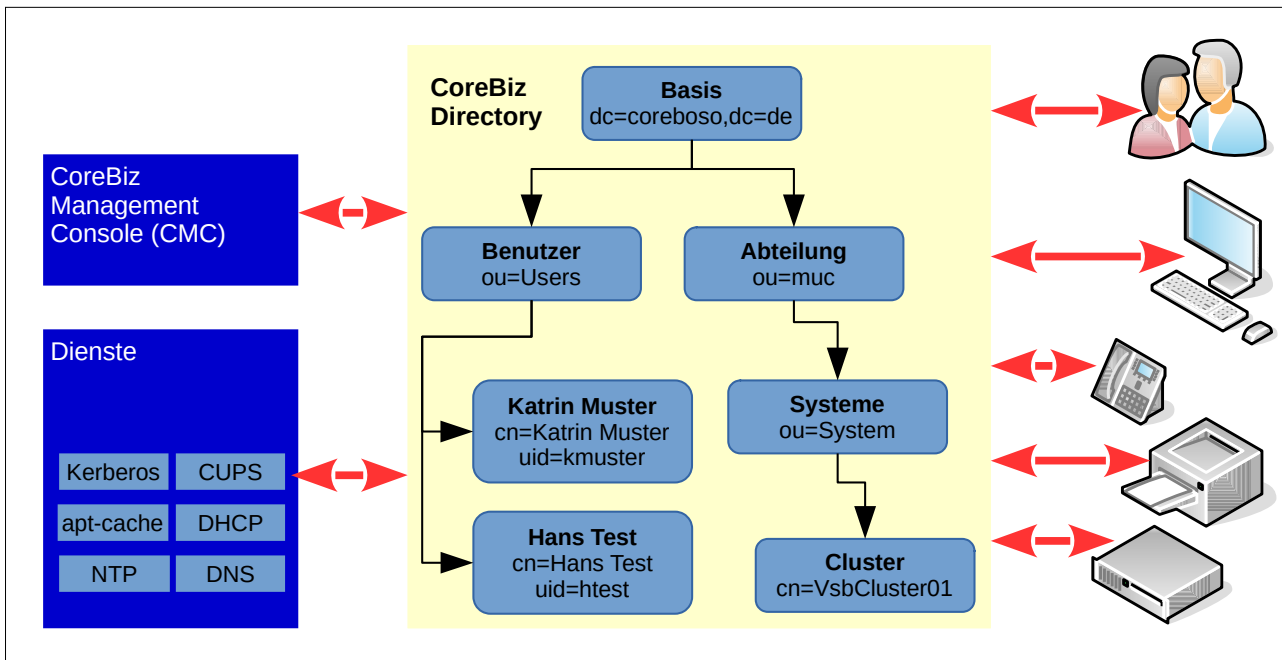 CoreBiz
Directory
Basis
dc=coreboso,dc=de
CoreBiz
Management
Console (CMC)
Benutzer
ou=Users
Abteilung
ou=muc
Dienste
Kerberos
CUPS
apt-cache
DHCP
NTP
DNS
Katrin Muster
cn=Katrin Muster
uid=kmuster
Systeme
ou=System
Hans Test
cn=Hans Test
uid=htest
Cluster
cn=VsbCluster01